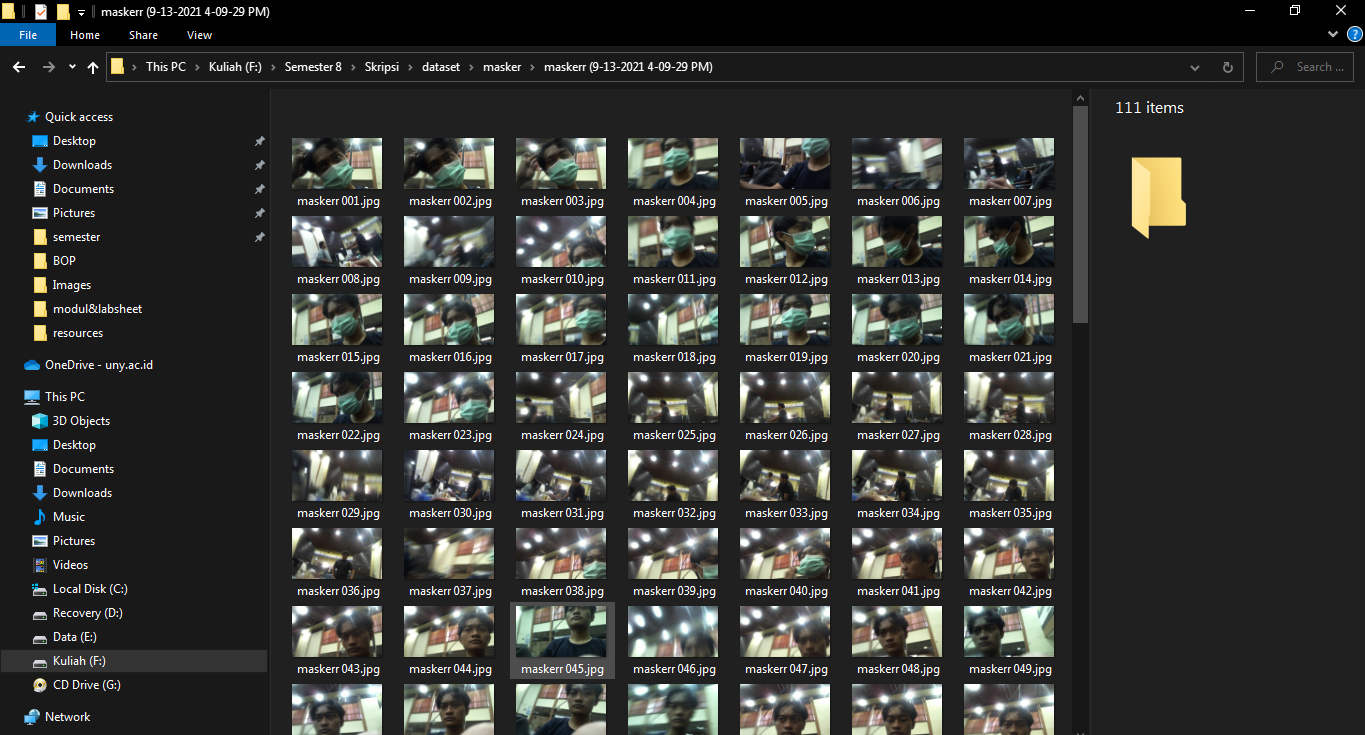 maskerr (9-13-2021 4-09-29 PM)
File Home Share View
This PC Kuliah (F:) Semester 8 Skripsi dataset masker maskerr (9-13-2021 4-09-29 PM) Search ...
Quick access
Desktop
Downloads
Documents
Pictures
semester
BOP
Images
modul&labsheet
resources
OneDrive - uny.ac.id
This PC
3D Objects
Desktop
Documents
Downloads
Music
Pictures
Videos
Local Disk (C:)
Recovery (D:)
Data (E:)
Kuliah (F:)
CD Drive (G:)
Network
maskerr 001.jpg maskerr 002.jpg maskerr 003.jpg maskerr 004.jpg maskerr 005.jpg maskerr 006.jpg maskerr 007.jpg
maskerr 008.jpg maskerr 009.jpg maskerr 010.jpg maskerr 011.jpg maskerr 012.jpg maskerr 013.jpg maskerr 014.jpg
maskerr 015.jpg maskerr 016.jpg maskerr 017.jpg maskerr 018.jpg maskerr 019.jpg maskerr 020.jpg maskerr 021.jpg
maskerr 022.jpg maskerr 023.jpg maskerr 024.jpg maskerr 025.jpg maskerr 026.jpg maskerr 027.jpg maskerr 028.jpg
maskerr 029.jpg maskerr 030.jpg maskerr 031.jpg maskerr 032.jpg maskerr 033.jpg maskerr 034.jpg maskerr 035.jpg
maskerr 036.jpg maskerr 037.jpg maskerr 038.jpg maskerr 039.jpg maskerr 040.jpg maskerr 041.jpg maskerr 042.jpg
maskerr 043.jpg maskerr 044.jpg maskerr 045.jpg maskerr 046.jpg maskerr 047.jpg maskerr 048.jpg maskerr 049.jpg
111 items